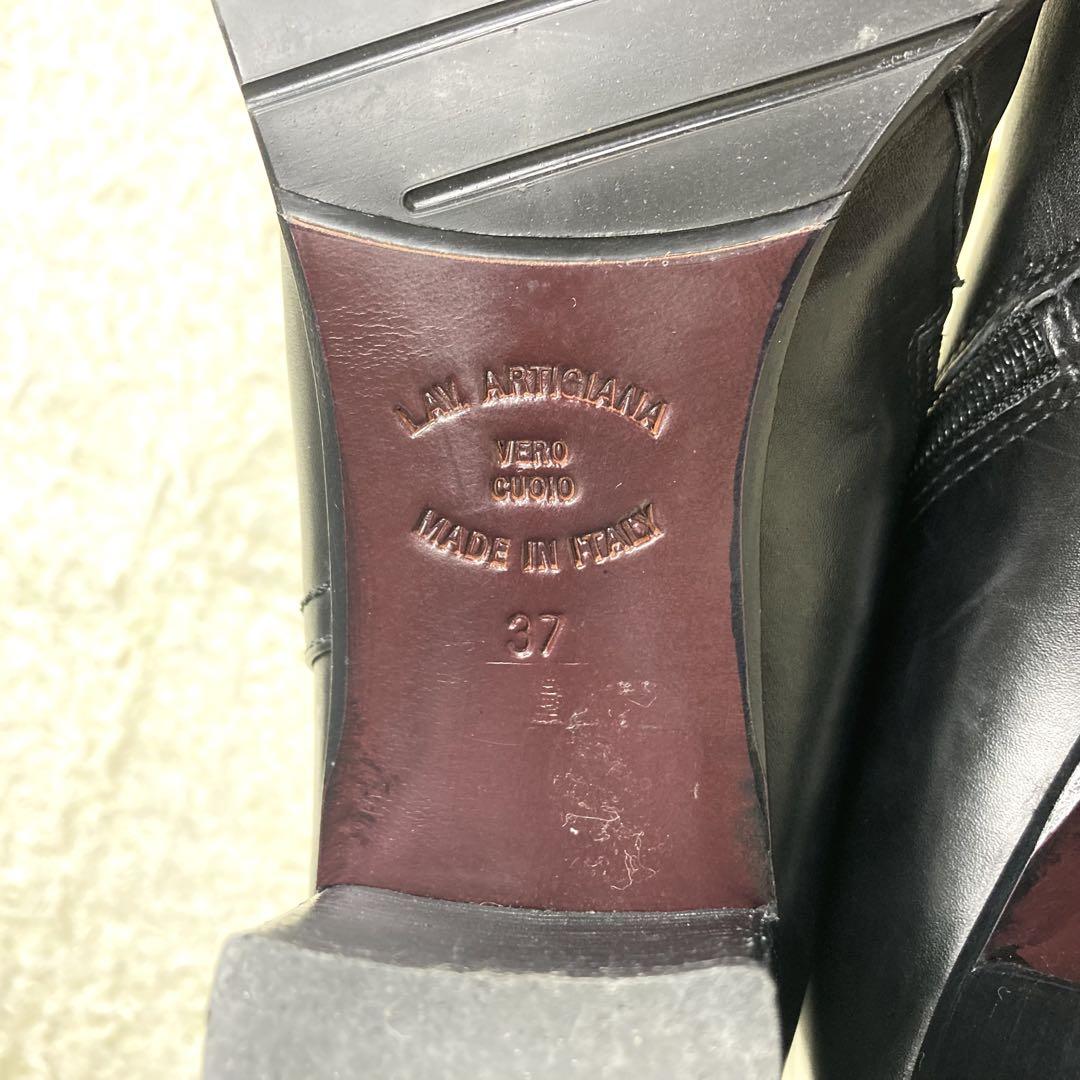 LAV. ARTIGIANA
VERO
CUOIO
MADE IN ITALY
37